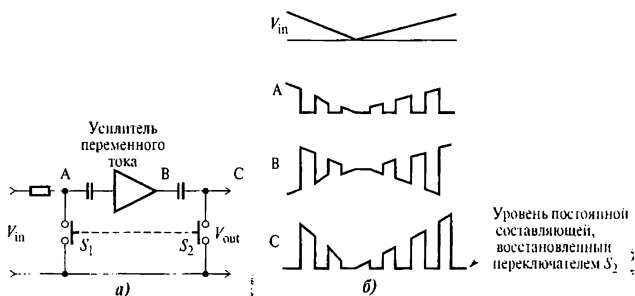 V_in
A
Усилитель
переменного
тока
A
B
C
B
V_in
S_1
S_2
V_out
C
Уровень постоянной
составляющей,
восстановленный
переключателем S_2
а)
б)